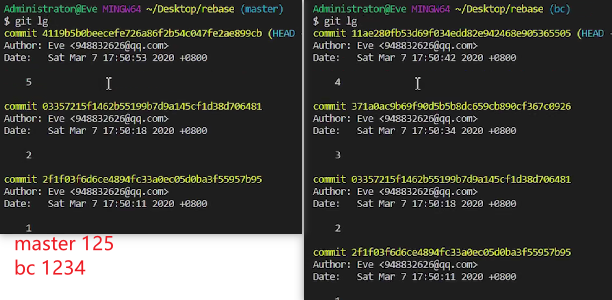 Administrator@Eve MINGW64 ~/Desktop/rebase (master)
$ git lg
commit 4119b5b0beecefe726a86f2b54c047fe2ae899cb (HEAD
Author: Eve <948832626@qq.com>
Date: Sat Mar 7 17:50:53 2020 +0800
5
commit 03357215f1462b55199b7d9a145cf1d38d706481
Author: Eve <948832626@qq.com>
Date: Sat Mar 7 17:50:18 2020 +0800
2
commit 2f1f03f6d6ce4894fc33a0ec05d0ba3f55957b95
Author: Eve <948832626@qq.com>
Date: Sat Mar 7 17:50:11 2020 +0800
1
master 125
bc 1234
Administrator@Eve MINGW64 ~/Desktop/rebase (bc)
$ git lg
commit 11ae280fb53d69f034edd82e942468e905365505 (HEAD -
Author: Eve <948832626@qq.com>
Date: Sat Mar 7 17:50:42 2020 +0800
4
commit 371a0ac9b69f90d5b5b8dc659cb890cf367c0926
Author: Eve <948832626@qq.com>
Date: Sat Mar 7 17:50:34 2020 +0800
3
commit 03357215f1462b55199b7d9a145cf1d38d706481
Author: Eve <948832626@qq.com>
Date: Sat Mar 7 17:50:18 2020 +0800
2
commit 2f1f03f6d6ce4894fc33a0ec05d0ba3f55957b95
Author: Eve <948832626@qq.com>
Date: Sat Mar 7 17:50:11 2020 +0800
1